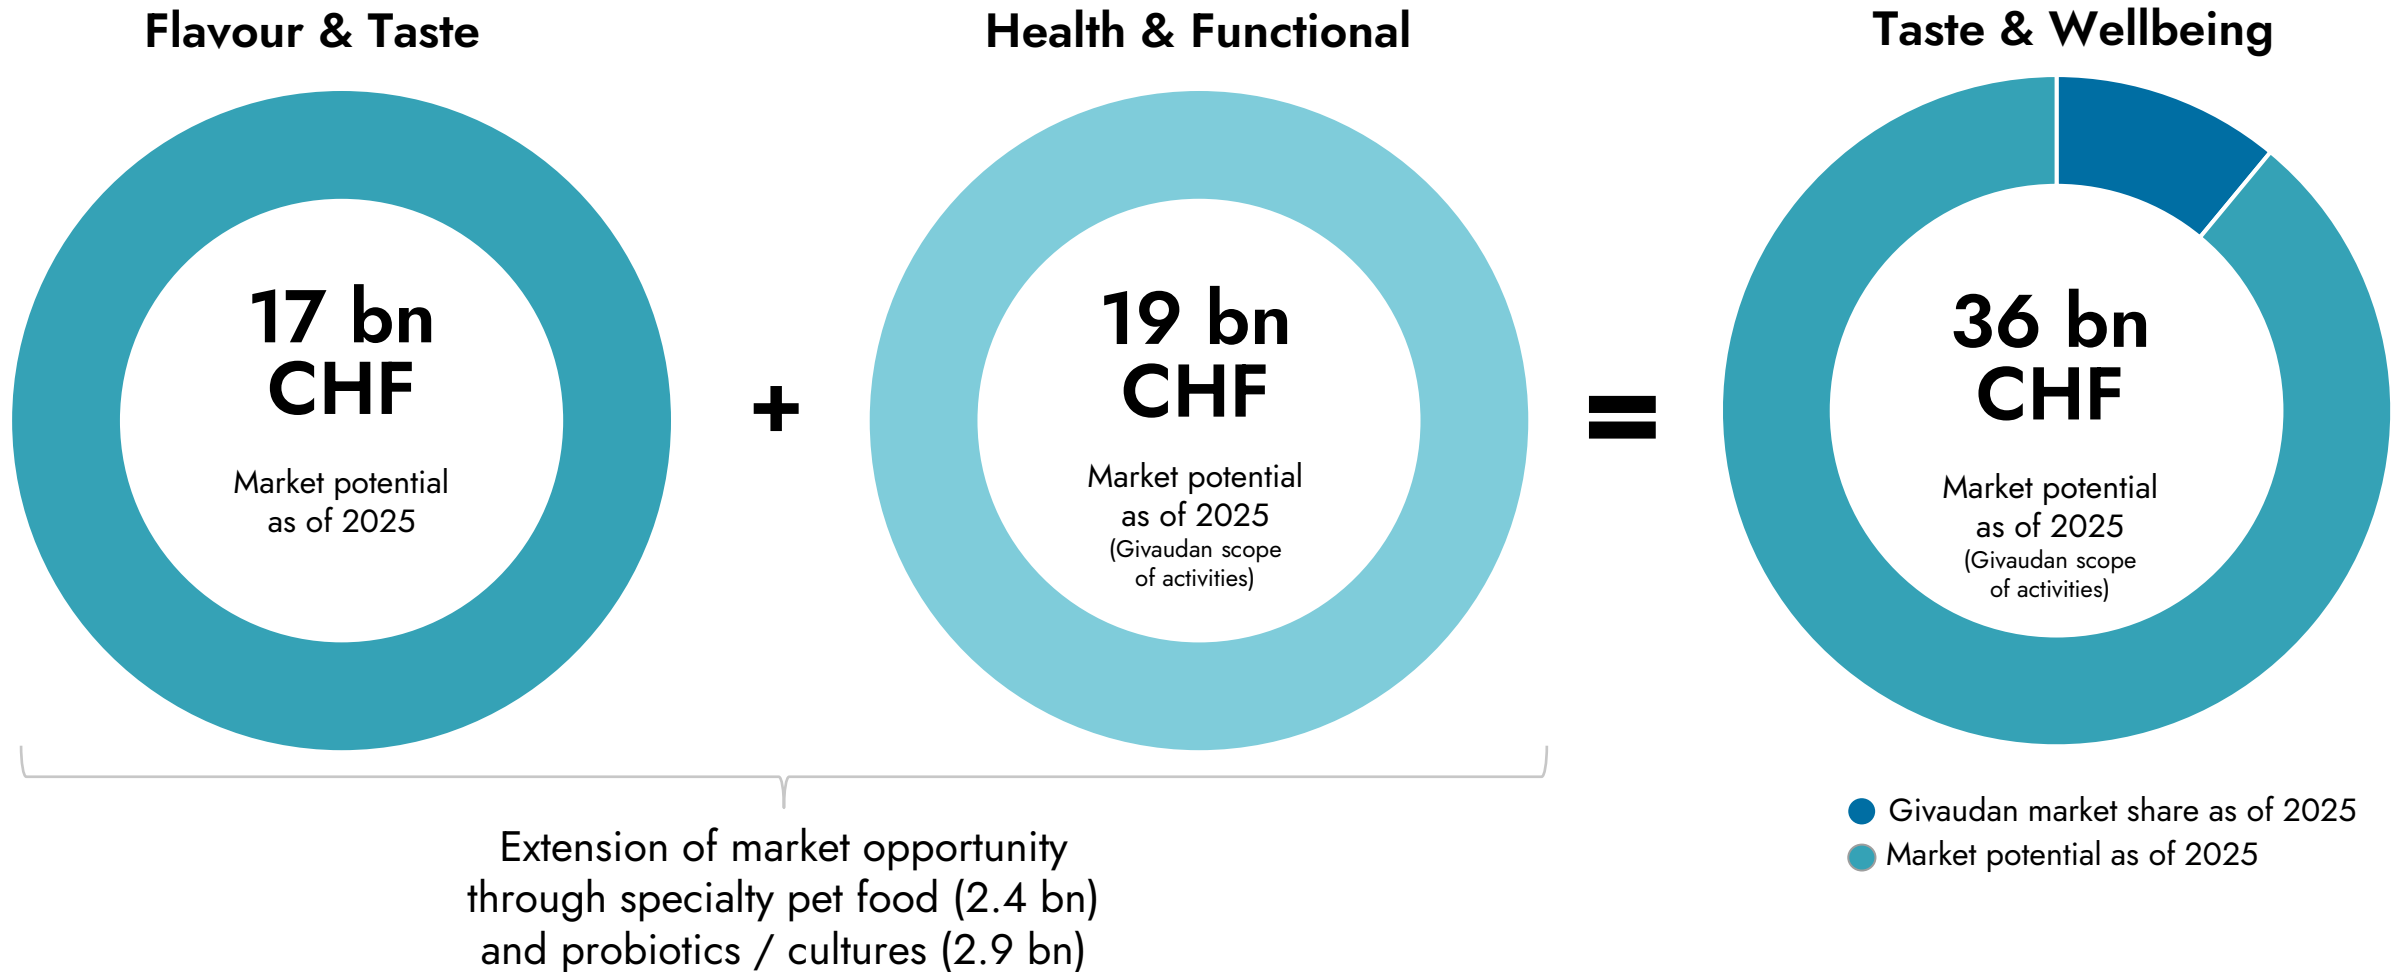 Flavour & Taste
17 bn
CHF
Market potential
as of 2025
+
Health & Functional
19 bn
CHF
Market potential
as of 2025
(Givaudan scope
of activities)
=
Taste & Wellbeing
36 bn
CHF
Market potential
as of 2025
(Givaudan scope
of activities)
Extension of market opportunity
through specialty pet food (2.4 bn)
and probiotics / cultures (2.9 bn)
Givaudan market share as of 2025
Market potential as of 2025